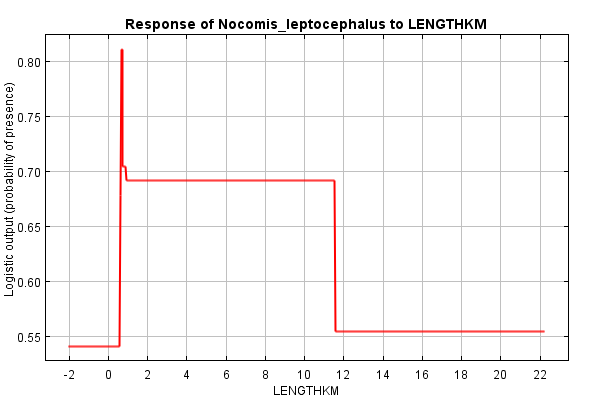 Response of Nocomis_leptocephalus to LENGTHKM
Logistic output (probability of presence)
0.80
0.75
0.70
0.65
0.60
0.55
-2 0 2 4 6 8 10 12 14 16 18 20 22
LENGTHKM